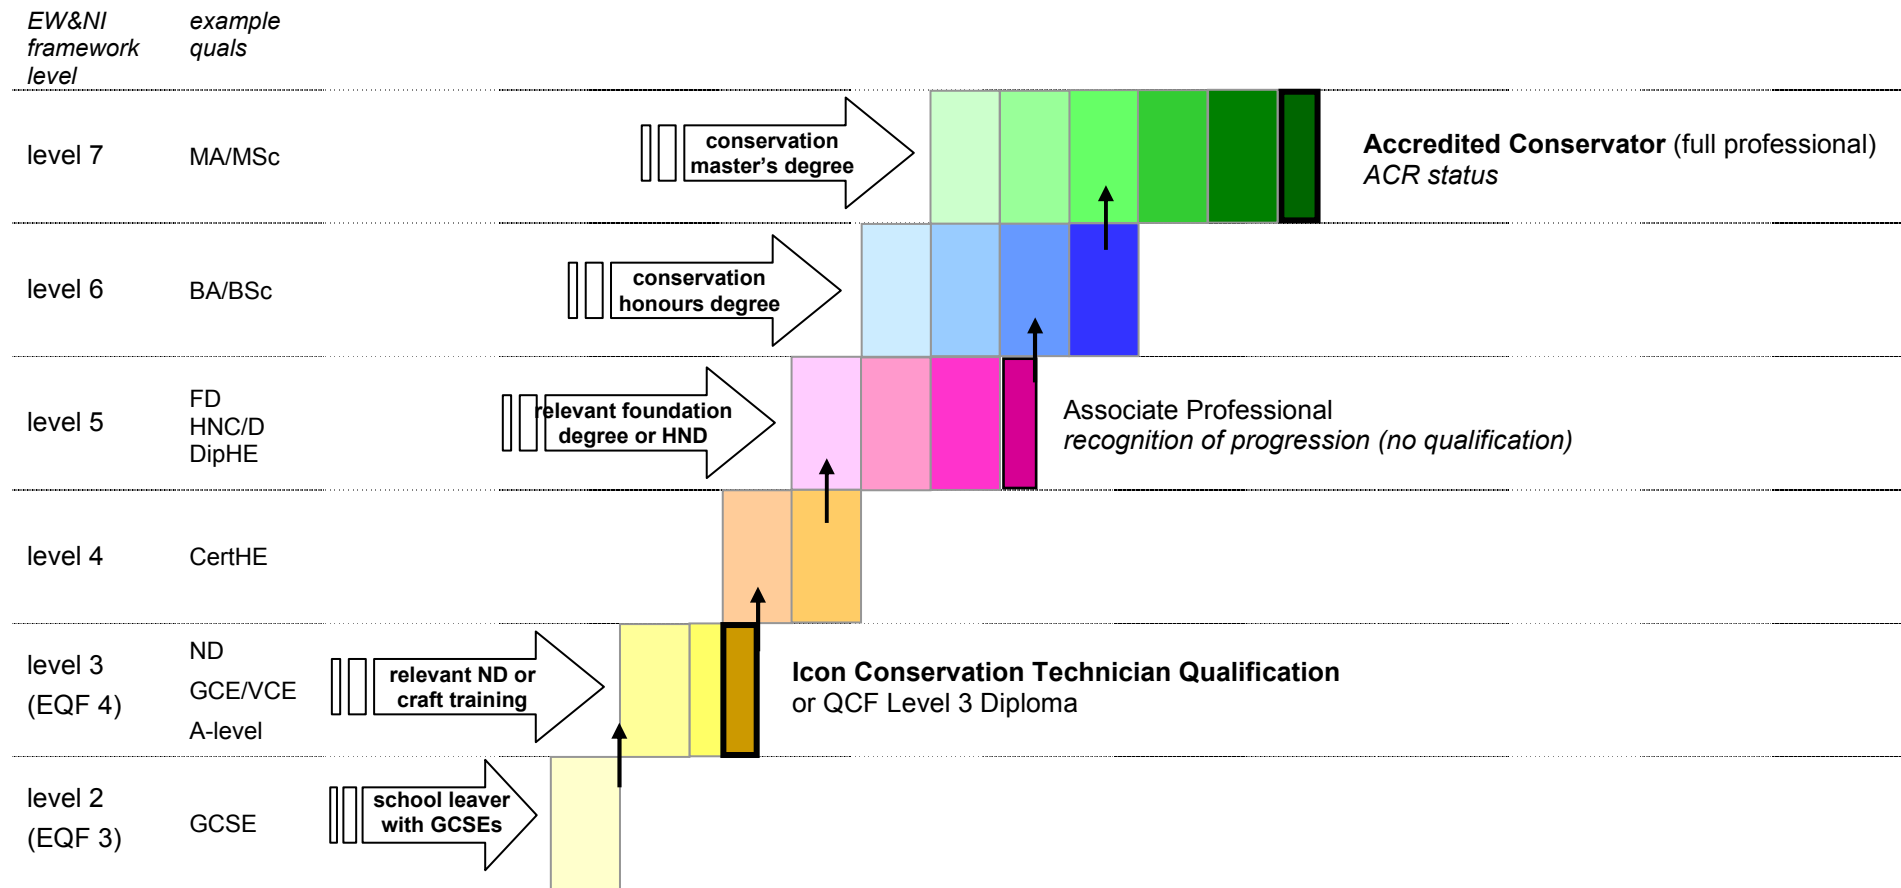 EW&NI
framework
level
example
quals
level 7
MA/MSc
conservation
master's degree
Accredited Conservator (full professional)
ACR status
level 6
BA/BSc
conservation
honours degree
level 5
FD
HNC/D
DipHE
relevant foundation
degree or HND
Associate Professional
recognition of progression (no qualification)
level 4
CertHE
level 3
(EQF 4)
ND
GCE/VCE
A-level
relevant ND or
craft training
Icon Conservation Technician Qualification
or QCF Level 3 Diploma
level 2
(EQF 3)
GCSE
school leaver
with GCSEs